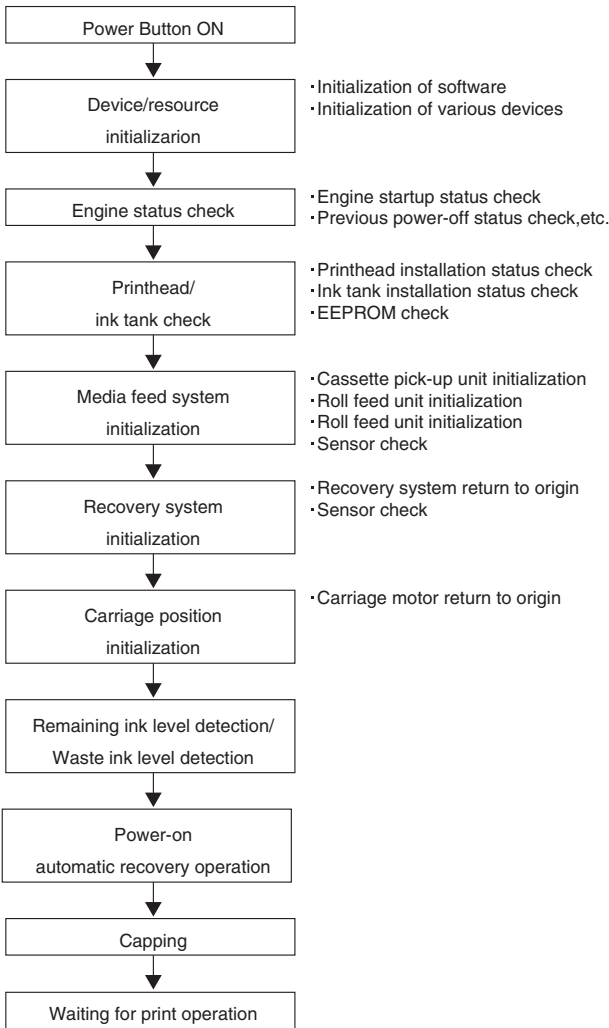 Power Button ON
Device/resource
initializarion
·Initialization of software
·Initialization of various devices
Engine status check
·Engine startup status check
·Previous power-off status check,etc.
Printhead/
ink tank check
·Printhead installation status check
·Ink tank installation status check
·EEPROM check
Media feed system
initialization
·Cassette pick-up unit initialization
·Roll feed unit initialization
·Roll feed unit initialization
·Sensor check
Recovery system
initialization
·Recovery system return to origin
·Sensor check
Carriage position
initialization
·Carriage motor return to origin
Remaining ink level detection/
Waste ink level detection
Power-on
automatic recovery operation
Capping
Waiting for print operation